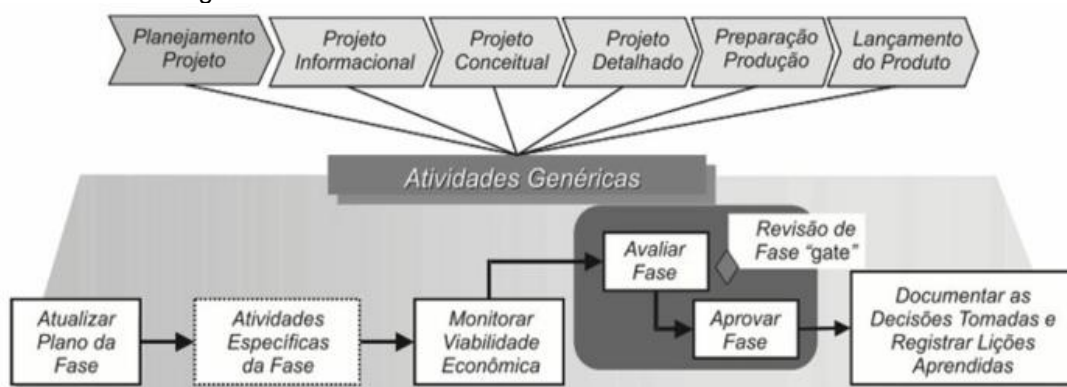 Planejamento
Projeto
Projeto
Informacional
Projeto
Conceitual
Projeto
Detalhado
Preparação
Produção
Lançamento
do Produto
Atividades Genéricas
Revisão de
Fase "gate"
Avaliar
Fase
Aprovar
Fase
Atualizar
Plano da
Fase
Atividades
Específicas
da Fase
Monitorar
Viabilidade
Econômica
Documentar as
Decisões Tomadas e
Registrar Lições
Aprendidas